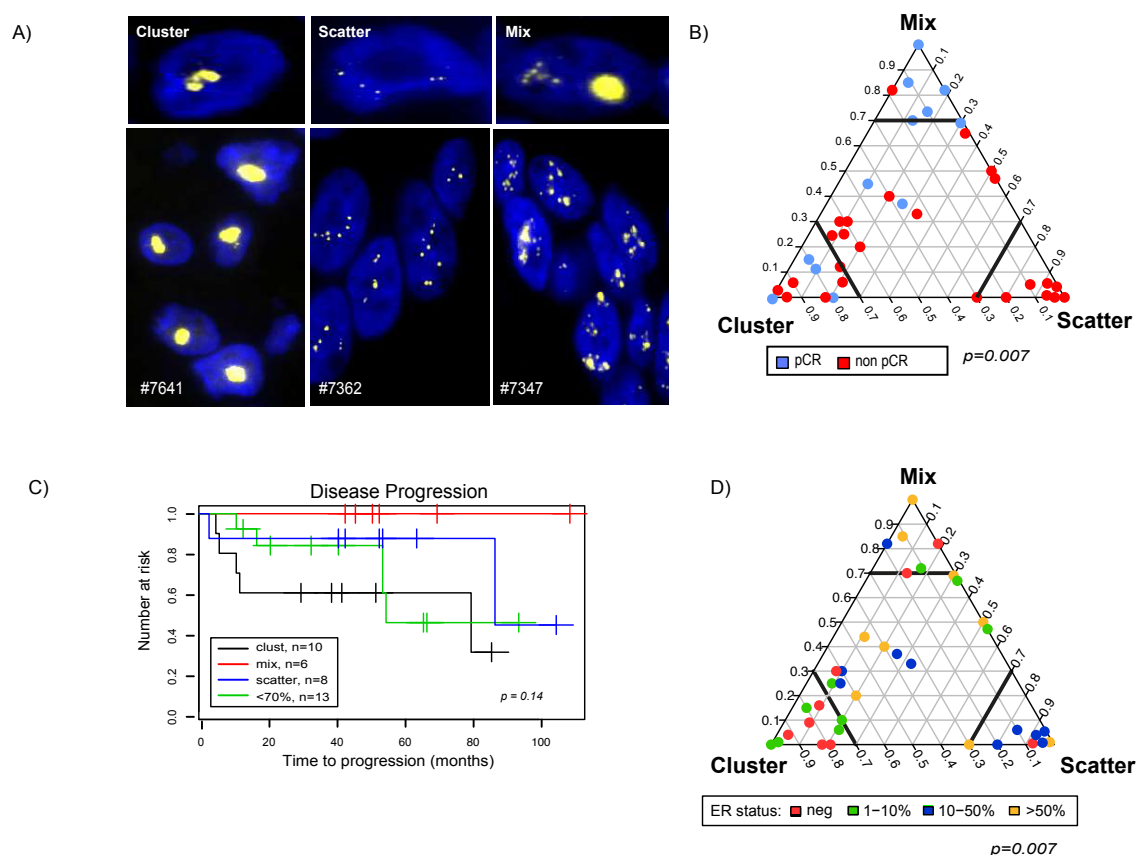 A)
Cluster
Scatter
Mix
#7641
#7362
#7347
B)
Mix
0.9
0.8
0.7
0.6
0.5
0.4
0.3
0.2
0.1
0.1
0.2
0.3
0.4
0.5
0.6
0.7
0.8
0.9
0.9
0.8
0.7
0.6
0.5
0.4
0.3
0.2
0.1
Cluster
Scatter
pCR non pCR
p=0.007
C)
Disease Progression
Number at risk
1.0
0.8
0.6
0.4
0.2
0.0
clust, n=10
mix, n=6
scatter, n=8
<70%, n=13
p = 0.14
0 20 40 60 80 100
Time to progression (months)
D)
Mix
0.9
0.8
0.7
0.6
0.5
0.4
0.3
0.2
0.1
0.1
0.2
0.3
0.4
0.5
0.6
0.7
0.8
0.9
0.9
0.8
0.7
0.6
0.5
0.4
0.3
0.2
0.1
Cluster
Scatter
ER status: neg 1−10% 10−50% >50%
p=0.007